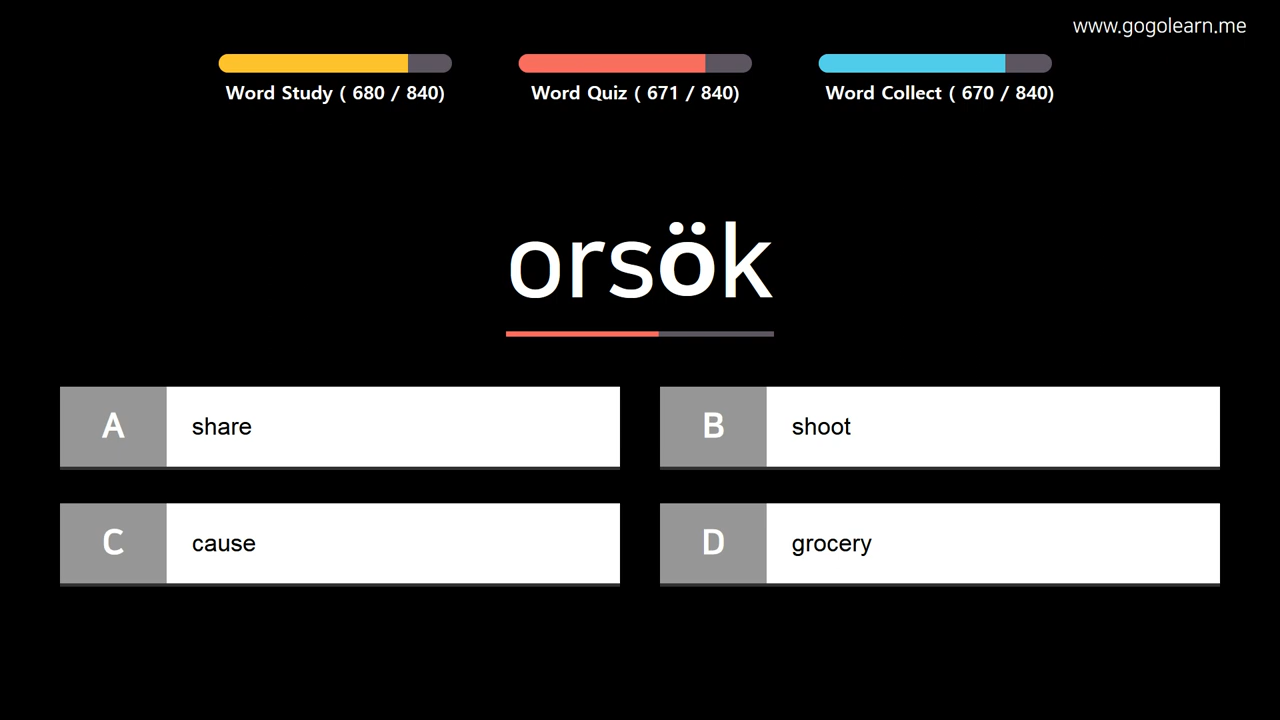 www.gogolearn.me
Word Study ( 680 / 840)
Word Quiz ( 671 / 840)
Word Collect ( 670 / 840)
orsök
A share
B shoot
C cause
D grocery